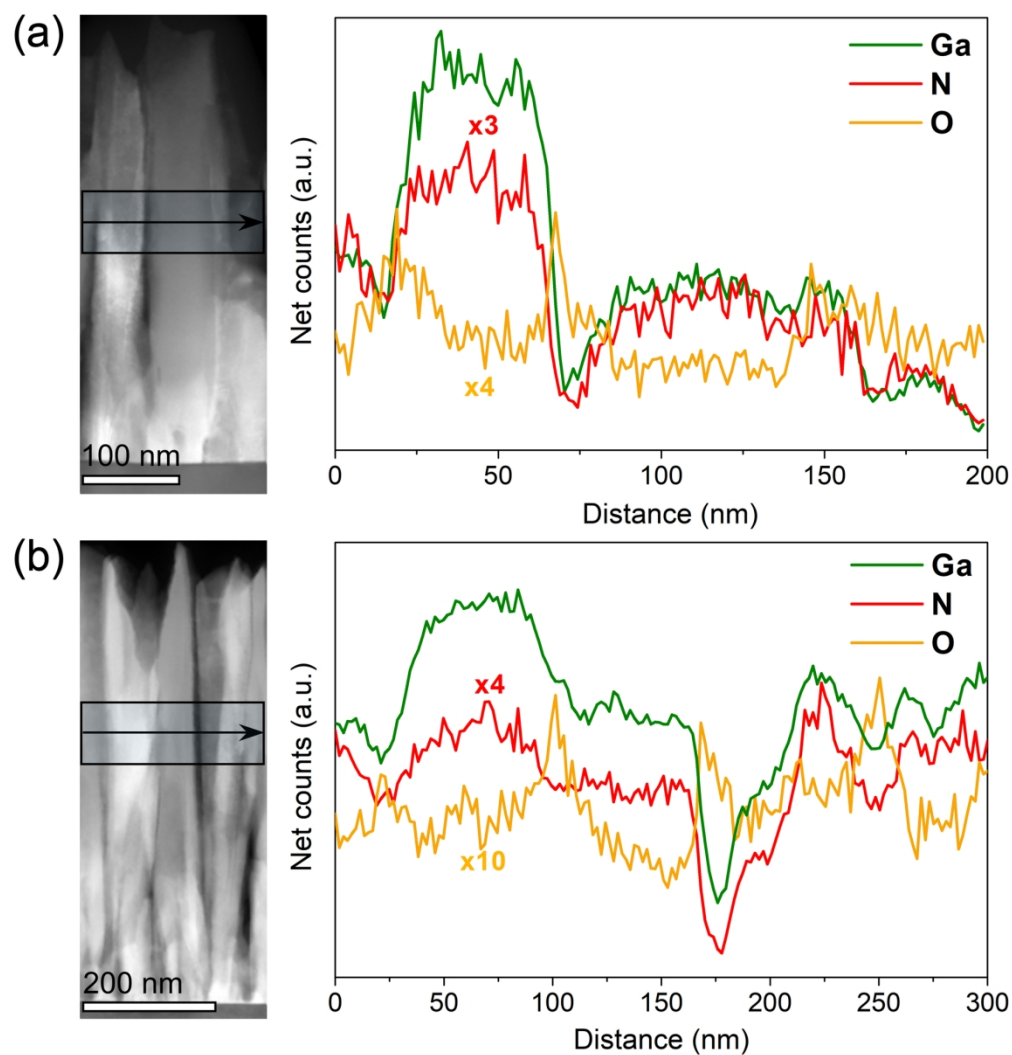 (a)
100 nm
Net counts (a.u.)
Ga
N
O
x3
x4
0 50 100 150 200
Distance (nm)
(b)
200 nm
Net counts (a.u.)
Ga
N
O
x4
x10
0 50 100 150 200 250 300
Distance (nm)